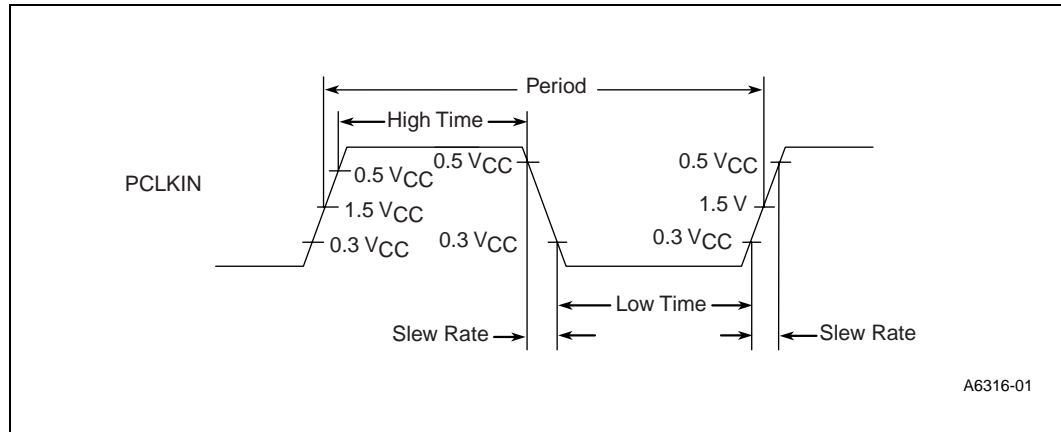 Period
High Time
0.5 VCC
0.5 VCC
0.5 VCC
PCLKIN
1.5 VCC
1.5 V
0.3 VCC
0.3 VCC
0.3 VCC
Low Time
Slew Rate
Slew Rate
A6316-01